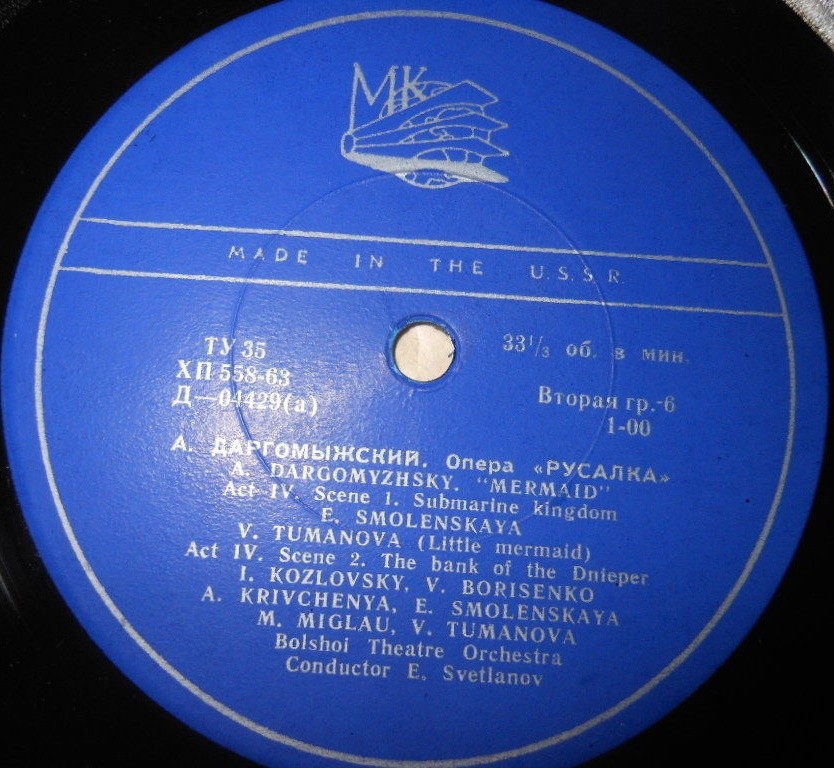 МК
MADE IN THE U.S.S.R.
ТУ 35
ХП 558-63
Д—04429(а)
33⅓ об. в мин.
Вторая гр.-6
1-00
А. ДАРГОМЫЖСКИЙ. Опера «РУСАЛКА»
A. DARGOMYZHSKY. "MERMAID"
Act IV. Scene 1. Submarine kingdom
E. SMOLENSKAYA
V. TUMANOVA (Little mermaid)
Act IV. Scene 2. The bank of the Dnieper
I. KOZLOVSKY, V. BORISENKO
A. KRIVCHENYA, E. SMOLENSKAYA
M. MIGLAU, V. TUMANOVA
Bolshoi Theatre Orchestra
Conductor E. Svetlanov